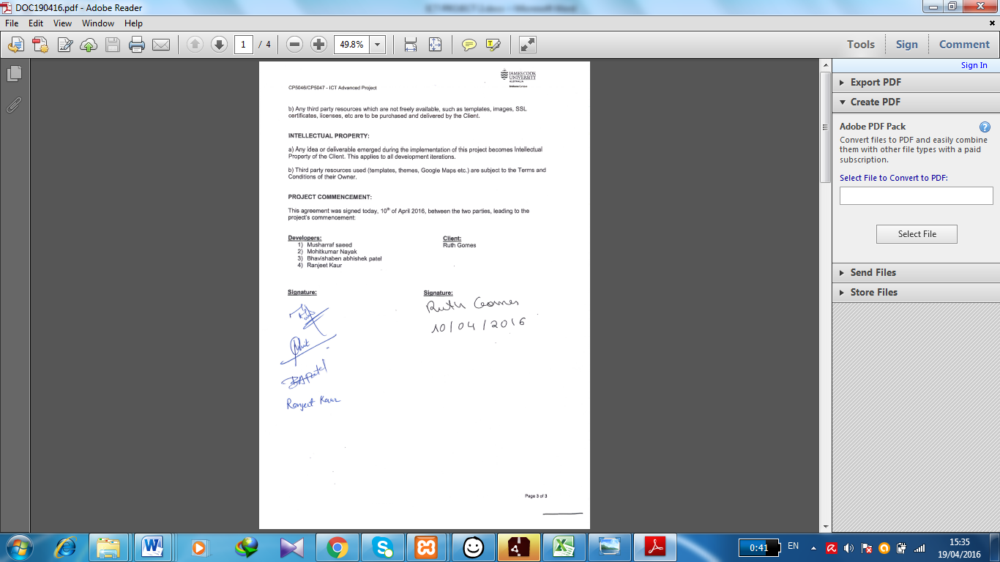 DOC190416.pdf - Adobe Reader
File Edit View Window Help
1 / 4 49.8% Tools Sign Comment
Sign In
Export PDF
Create PDF
Adobe PDF Pack
Convert files to PDF and easily combine
them with other file types with a paid
subscription.
Select File to Convert to PDF:
Select File
Send Files
Store Files
JAMES COOK
UNIVERSITY
AUSTRALIA
Brisbane Campus
CP5046/CP5047 - ICT Advanced Project
b) Any third party resources which are not freely available, such as templates, images, SSL
certificates, licenses, etc are to be purchased and delivered by the Client.
INTELLECTUAL PROPERTY:
a) Any idea or deliverable emerged during the implementation of this project becomes Intellectual
Property of the Client. This applies to all development iterations.
b) Third party resources used (templates, themes, Google Maps etc.) are subject to the Terms and
Conditions of their Owner.
PROJECT COMMENCEMENT:
This agreement was signed today, 10th of April 2016, between the two parties, leading to the
project's commencement:
Developers:
1) Musharraf saeed
2) Mohitkumar Nayak
3) Bhavishaben abhishek patel
4) Ranjeet Kaur
Client:
Ruth Gomes
Signature:
BAPatel
Ranjeet Kaur
Signature:
Ruth Gomes
10/04/2016
Page 3 of 3
0:41 EN 15:35
19/04/2016